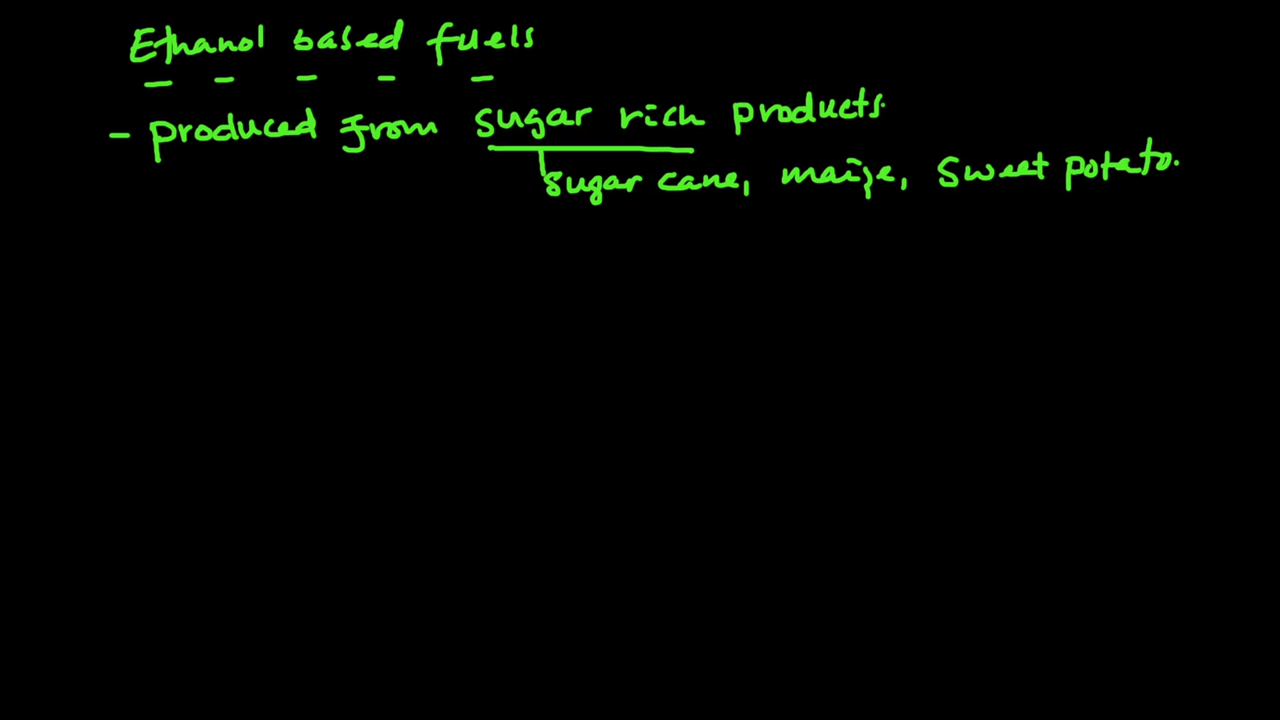 Ethanol based fuels
- produced from sugar rich products.
sugar cane, maize, sweet potato.